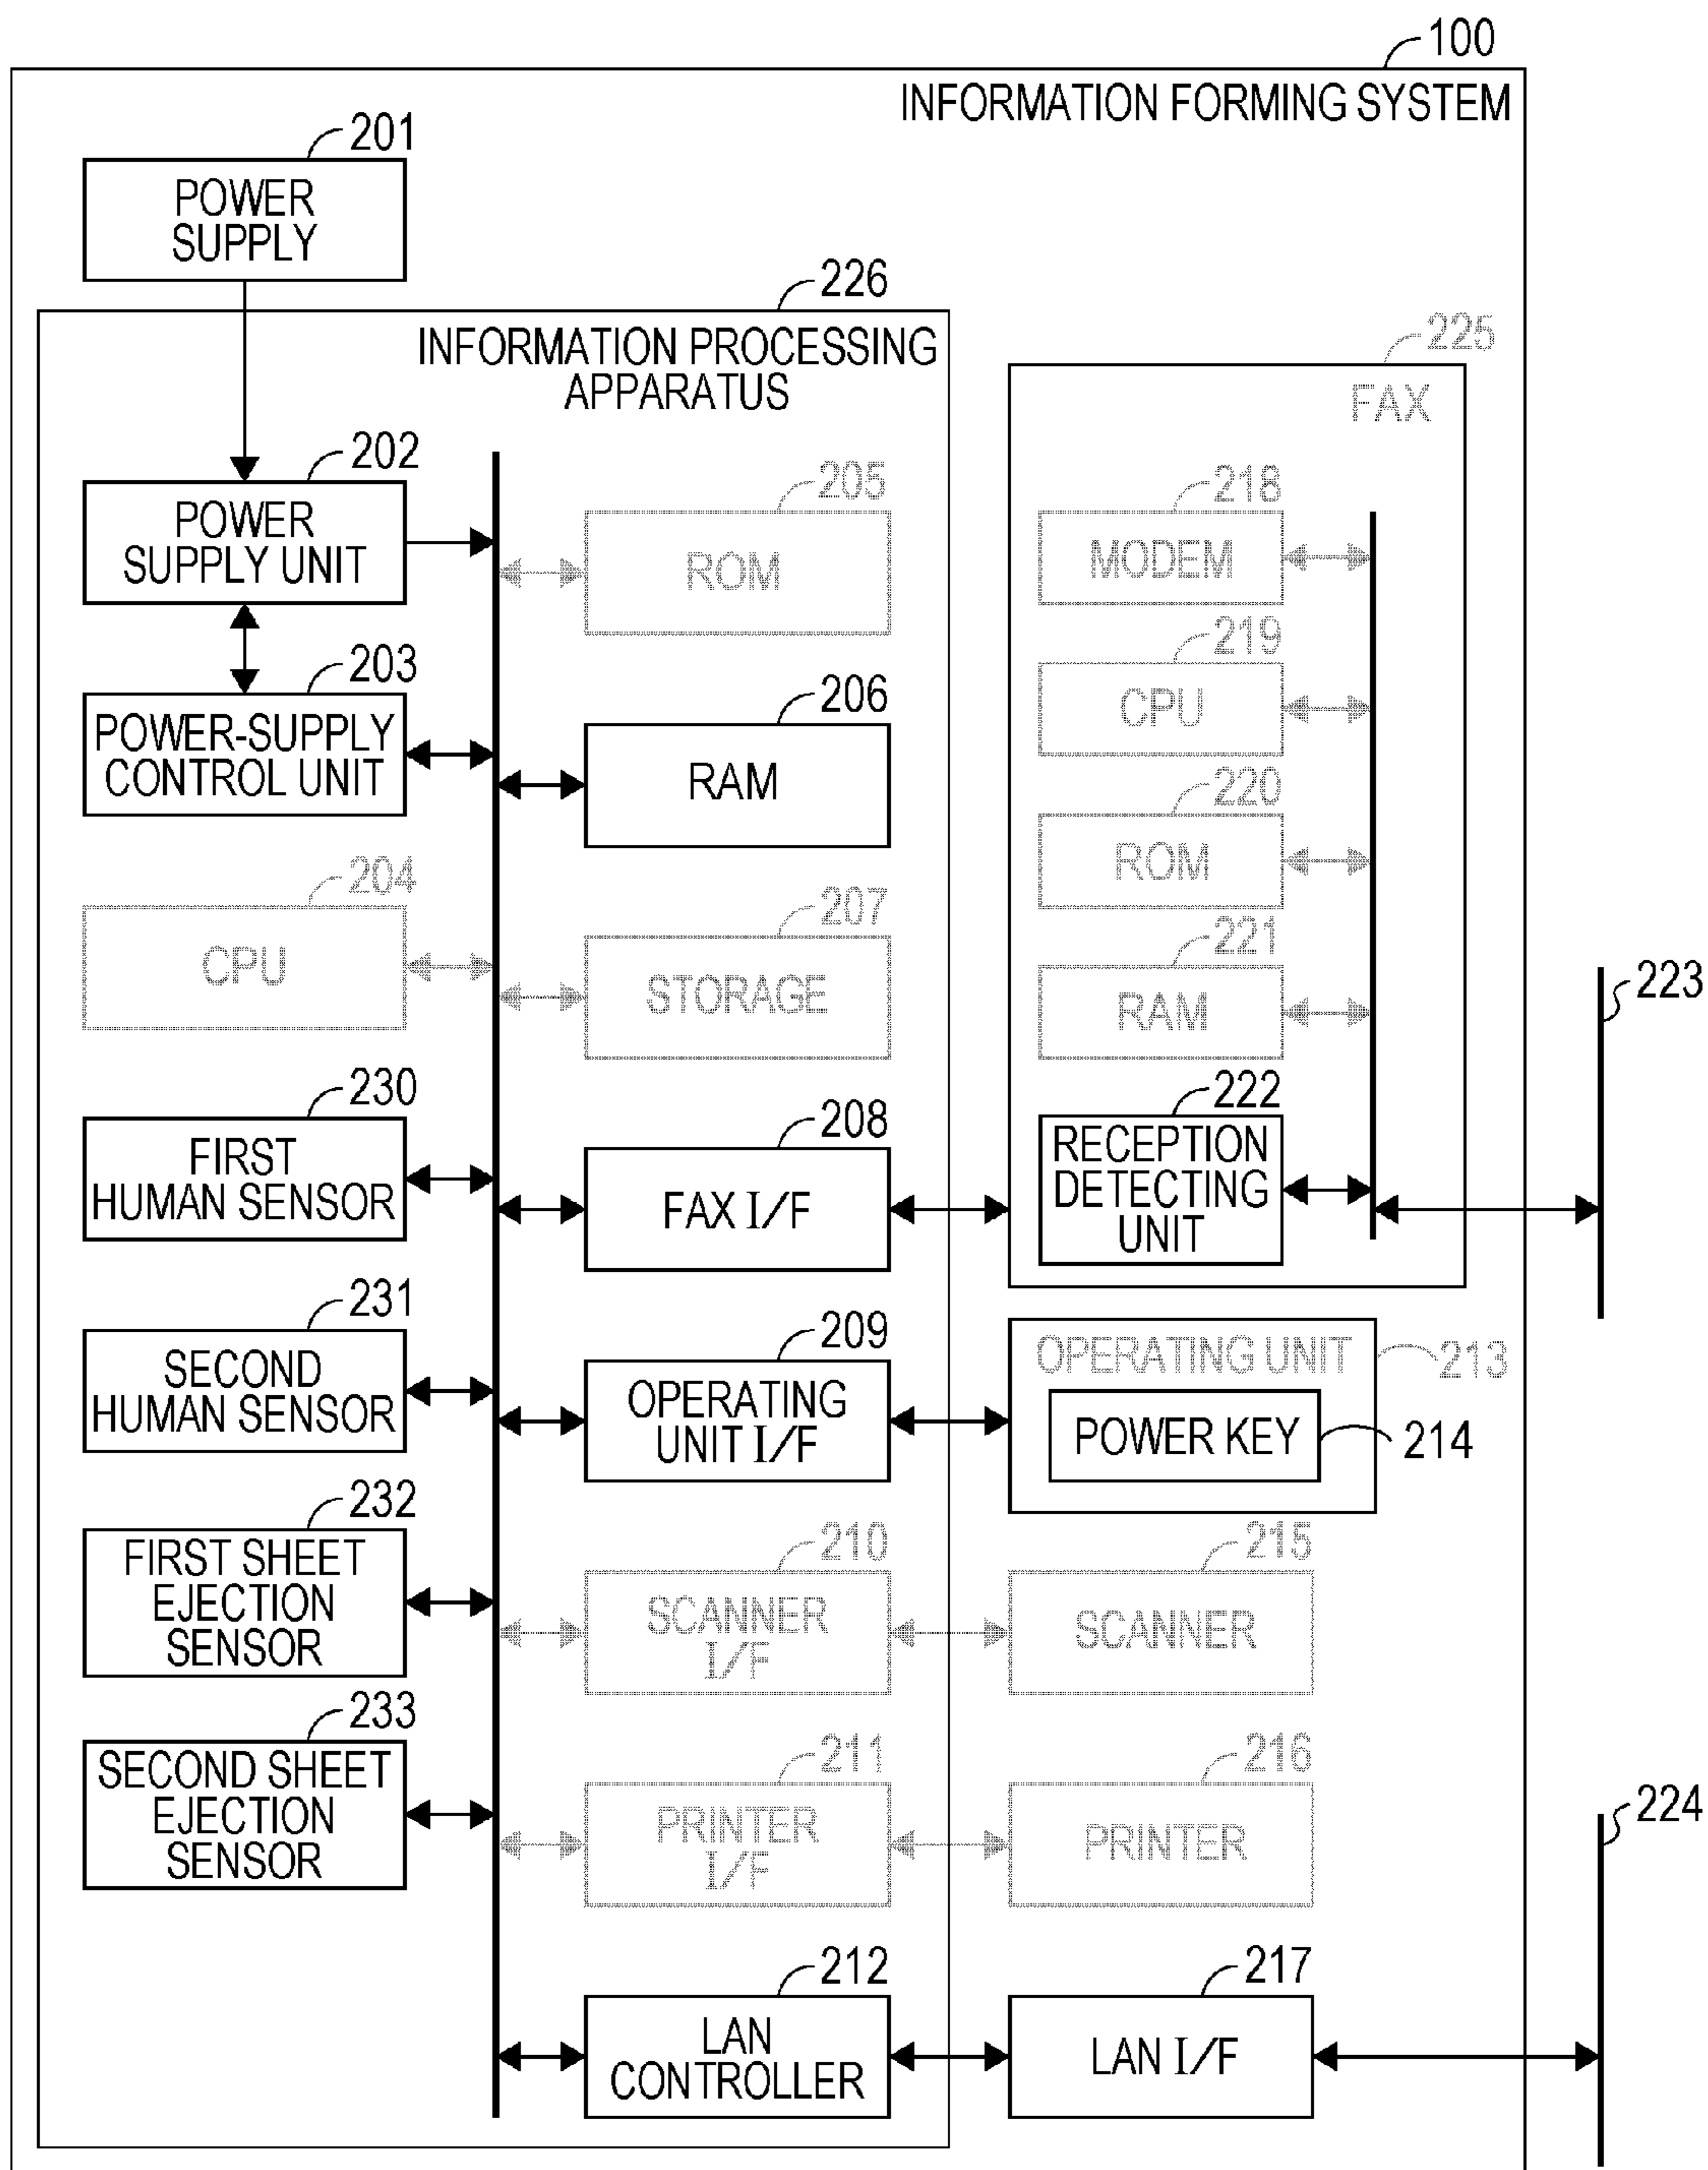 100
INFORMATION FORMING SYSTEM
201
POWER
SUPPLY
226
INFORMATION PROCESSING
APPARATUS
225
FAX
202
POWER
SUPPLY UNIT
205
ROM
218
MODEM
203
POWER-SUPPLY
CONTROL UNIT
206
RAM
219
CPU
220
ROM
204
CPU
207
STORAGE
221
RAM
223
230
FIRST
HUMAN SENSOR
208
FAX I/F
222
RECEPTION
DETECTING
UNIT
231
SECOND
HUMAN SENSOR
209
OPERATING
UNIT I/F
OPERATING UNIT
213
POWER KEY
214
232
FIRST SHEET
EJECTION
SENSOR
210
SCANNER
I/F
215
SCANNER
233
SECOND SHEET
EJECTION
SENSOR
211
PRINTER
I/F
216
PRINTER
224
212
LAN
CONTROLLER
217
LAN I/F